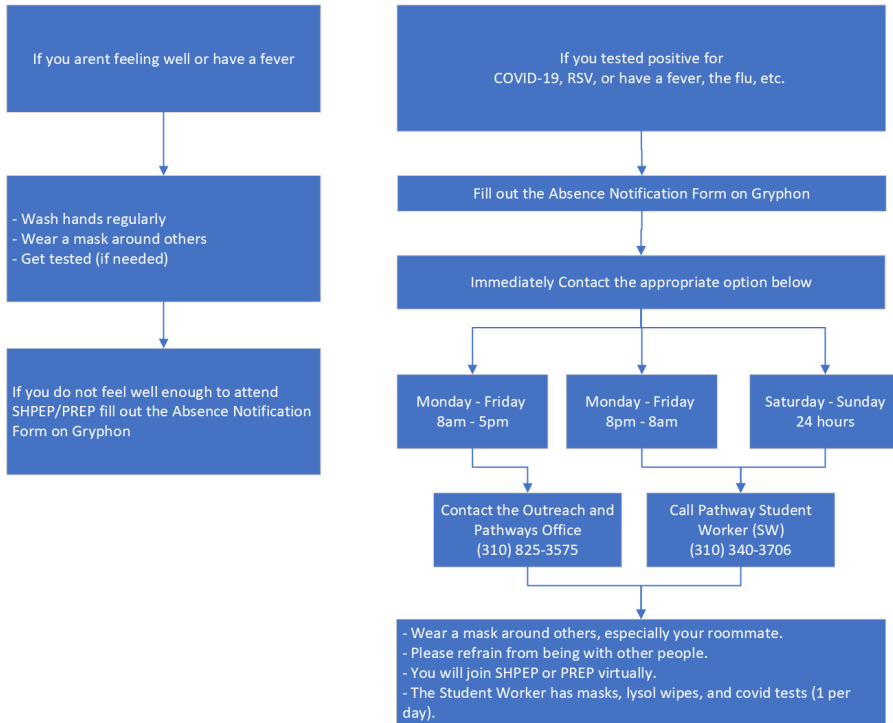 If you arent feeling well or have a fever
- Wash hands regularly
- Wear a mask around others
- Get tested (if needed)
If you do not feel well enough to attend
SHPEP/PREP fill out the Absence Notification
Form on Gryphon
If you tested positive for
COVID-19, RSV, or have a fever, the flu, etc.
Fill out the Absence Notification Form on Gryphon
Immediately Contact the appropriate option below
Monday - Friday
8am - 5pm
Monday - Friday
8pm - 8am
Saturday - Sunday
24 hours
Contact the Outreach and
Pathways Office
(310) 825-3575
Call Pathway Student
Worker (SW)
(310) 340-3706
- Wear a mask around others, especially your roommate.
- Please refrain from being with other people.
- You will join SHPEP or PREP virtually.
- The Student Worker has masks, lysol wipes, and covid tests (1 per
day).